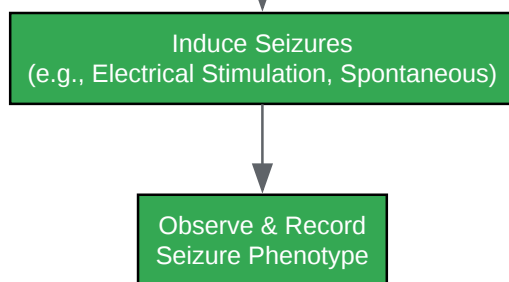 Induce Seizures
(e.g., Electrical Stimulation, Spontaneous)
Observe & Record
Seizure Phenotype